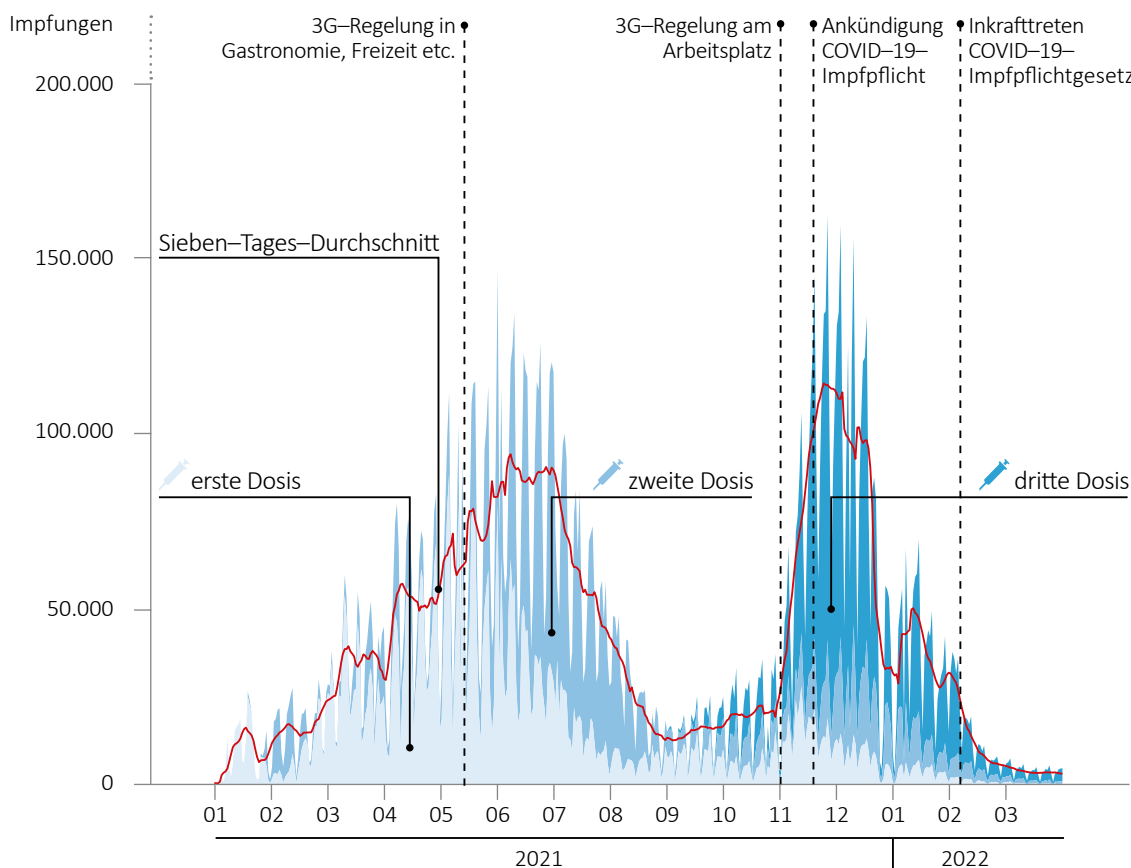 Impfungen
3G–Regelung in
Gastronomie, Freizeit etc.
3G–Regelung am
Arbeitsplatz
Ankündigung
COVID–19–
Impfpflicht
Inkrafttreten
COVID–19–
Impfpflichtgesetz
200.000
150.000
100.000
50.000
0
Sieben–Tages–Durchschnitt
erste Dosis
zweite Dosis
dritte Dosis
01 02 03 04 05 06 07 08 09 10 11 12 01 02 03
2021 2022